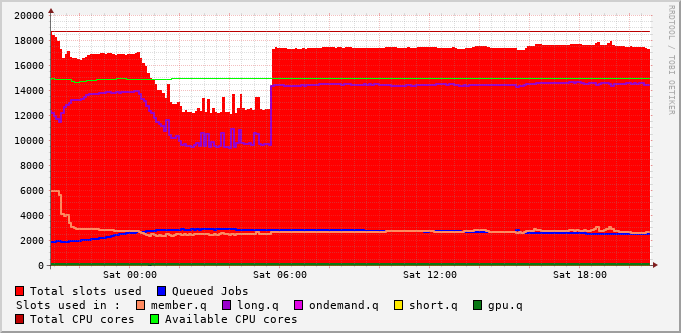 20000
18000
16000
14000
12000
10000
8000
6000
4000
2000
0
Sat 00:00 Sat 06:00 Sat 12:00 Sat 18:00
RRDTOOL / TOBI OETIKER
Total slots used Queued Jobs
Slots used in : member.q long.q ondemand.q short.q gpu.q
Total CPU cores Available CPU cores